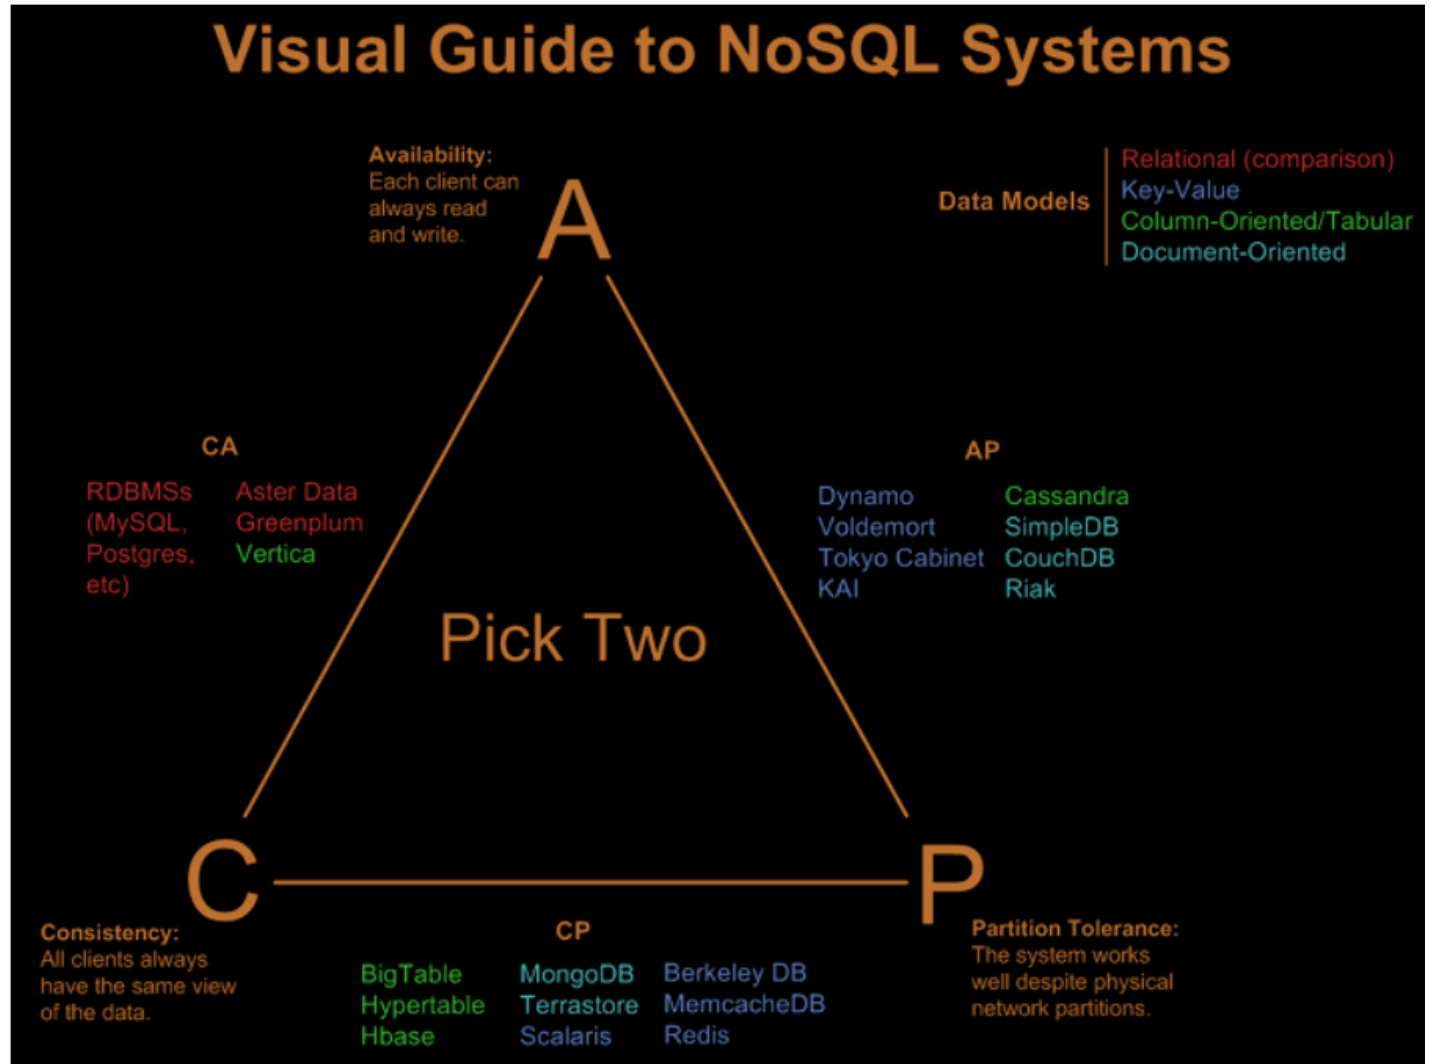 Visual Guide to NoSQL Systems
Availability:
Each client can
always read
and write.
A
Data Models
Relational (comparison)
Key-Value
Column-Oriented/Tabular
Document-Oriented
CA
RDBMSs
(MySQL,
Postgres,
etc)
Aster Data
Greenplum
Vertica
AP
Dynamo
Voldemort
Tokyo Cabinet
KAI
Cassandra
SimpleDB
CouchDB
Riak
Pick Two
C
P
Consistency:
All clients always
have the same view
of the data.
CP
BigTable
Hypertable
Hbase
MongoDB
Terrastore
Scalaris
Berkeley DB
MemcacheDB
Redis
Partition Tolerance:
The system works
well despite physical
network partitions.